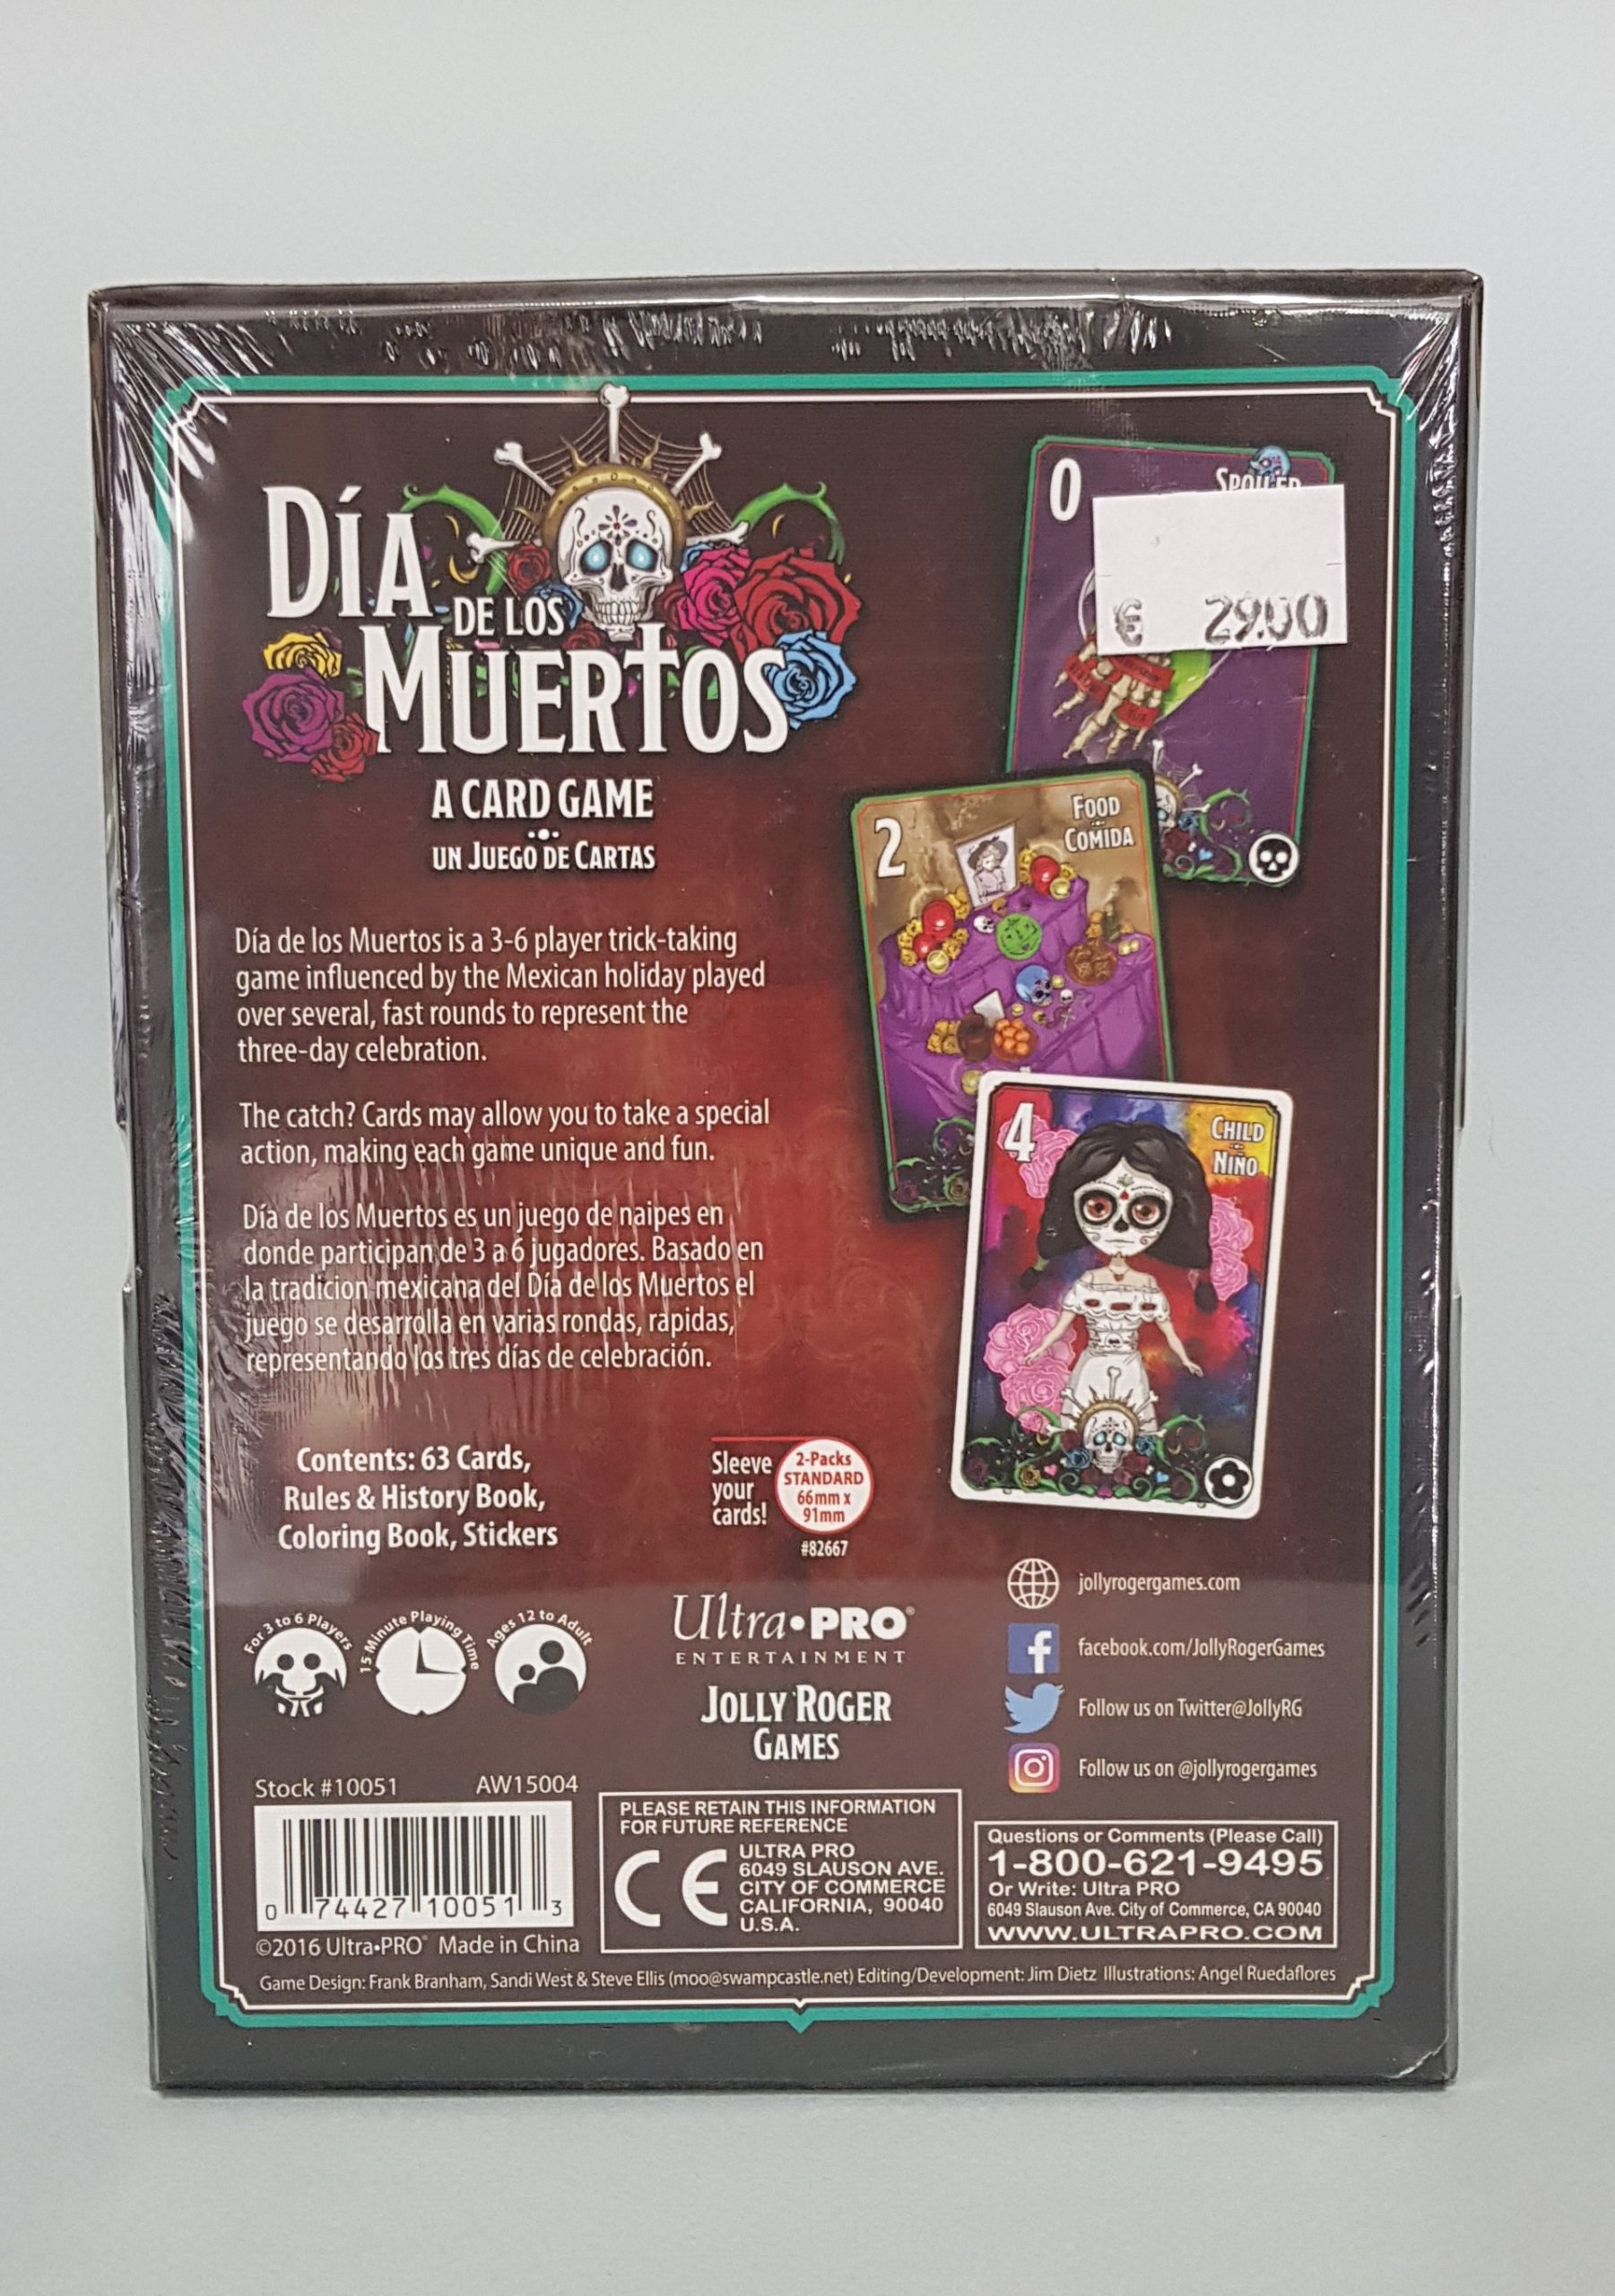 DÍA
DE LOS
MUERTOS
A CARD GAME
UN JUEGO DE CARTAS
0
SPOILER
€ 29.00
2
FOOD
COMIDA
4
CHILD
NIÑO
Día de los Muertos is a 3-6 player trick-taking
game influenced by the Mexican holiday played
over several, fast rounds to represent the
three-day celebration.
The catch? Cards may allow you to take a special
action, making each game unique and fun.
Día de los Muertos es un juego de naipes en
donde participan de 3 a 6 jugadores. Basado en
la tradicion mexicana del Día de los Muertos el
juego se desarrolla en varias rondas, rapidas,
representando los tres días de celebración.
Contents: 63 Cards,
Rules & History Book,
Coloring Book, Stickers
Sleeve
your
cards!
2-Packs
STANDARD
66mm x
91mm
#82667
For 3 to 6 Players
15 Minute Playing Time
Ages 12 to Adult
Ultra•PRO®
ENTERTAINMENT
JOLLY ROGER
GAMES
jollyrogergames.com
facebook.com/JollyRogerGames
Follow us on Twitter@JollyRG
Follow us on @jollyrogergames
Stock #10051 AW15004
0 74427 10051 3
©2016 Ultra•PRO® Made in China
PLEASE RETAIN THIS INFORMATION
FOR FUTURE REFERENCE
CE
ULTRA PRO
6049 SLAUSON AVE.
CITY OF COMMERCE
CALIFORNIA, 90040
U.S.A.
Questions or Comments (Please Call)
1-800-621-9495
Or Write: Ultra PRO
6049 Slauson Ave. City of Commerce, CA 90040
WWW.ULTRAPRO.COM
Game Design: Frank Branham, Sandi West & Steve Ellis (moo@swampcastle.net) Editing/Development: Jim Dietz Illustrations: Angel Ruedaflores